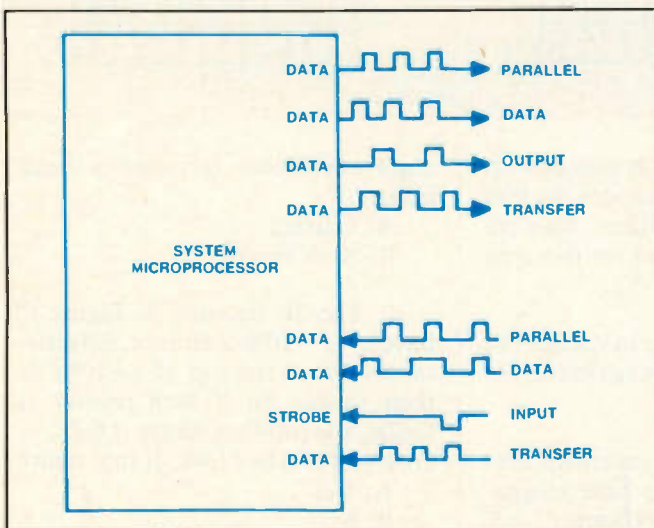 DATA PARALLEL
DATA DATA
DATA OUTPUT
DATA TRANSFER
SYSTEM
MICROPROCESSOR
DATA PARALLEL
DATA DATA
STROBE INPUT
DATA TRANSFER